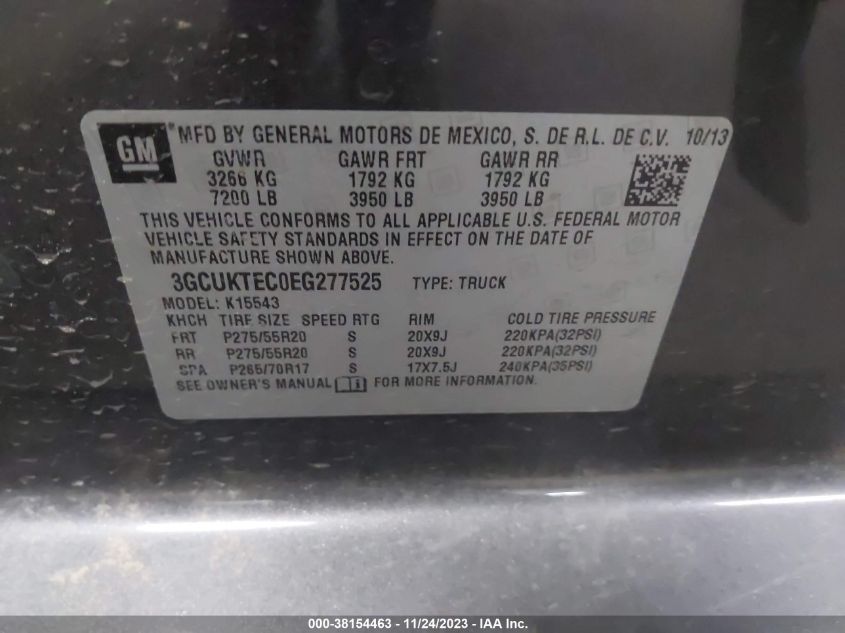 GM
MFD BY GENERAL MOTORS DE MEXICO, S. DE R.L. DE C.V. 10/13
GVWR GAWR FRT GAWR RR
3266 KG 1792 KG 1792 KG
7200 LB 3950 LB 3950 LB
THIS VEHICLE CONFORMS TO ALL APPLICABLE U.S. FEDERAL MOTOR
VEHICLE SAFETY STANDARDS IN EFFECT ON THE DATE OF
MANUFACTURE SHOWN ABOVE.
3GCUKTEC0EG277525 TYPE: TRUCK
MODEL: K15543
KHCH TIRE SIZE SPEED RTG RIM COLD TIRE PRESSURE
FRT P275/55R20 S 20X9J 220KPA(32PSI)
RR P275/55R20 S 20X9J 220KPA(32PSI)
SPA P265/70R17 S 17X7.5J 240KPA(35PSI)
SEE OWNER'S MANUAL FOR MORE INFORMATION.
000-38154463 - 11/24/2023 - IAA Inc.